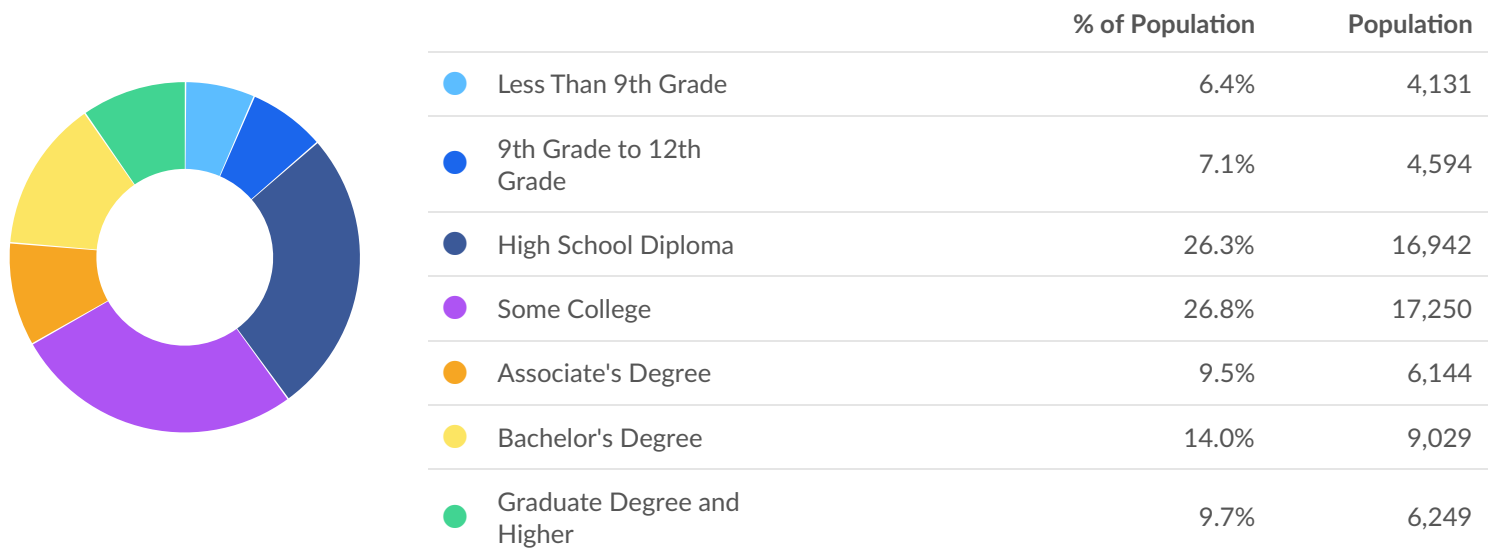 % of Population Population
Less Than 9th Grade 6.4% 4,131
9th Grade to 12th
Grade 7.1% 4,594
High School Diploma 26.3% 16,942
Some College 26.8% 17,250
Associate's Degree 9.5% 6,144
Bachelor's Degree 14.0% 9,029
Graduate Degree and
Higher 9.7% 6,249